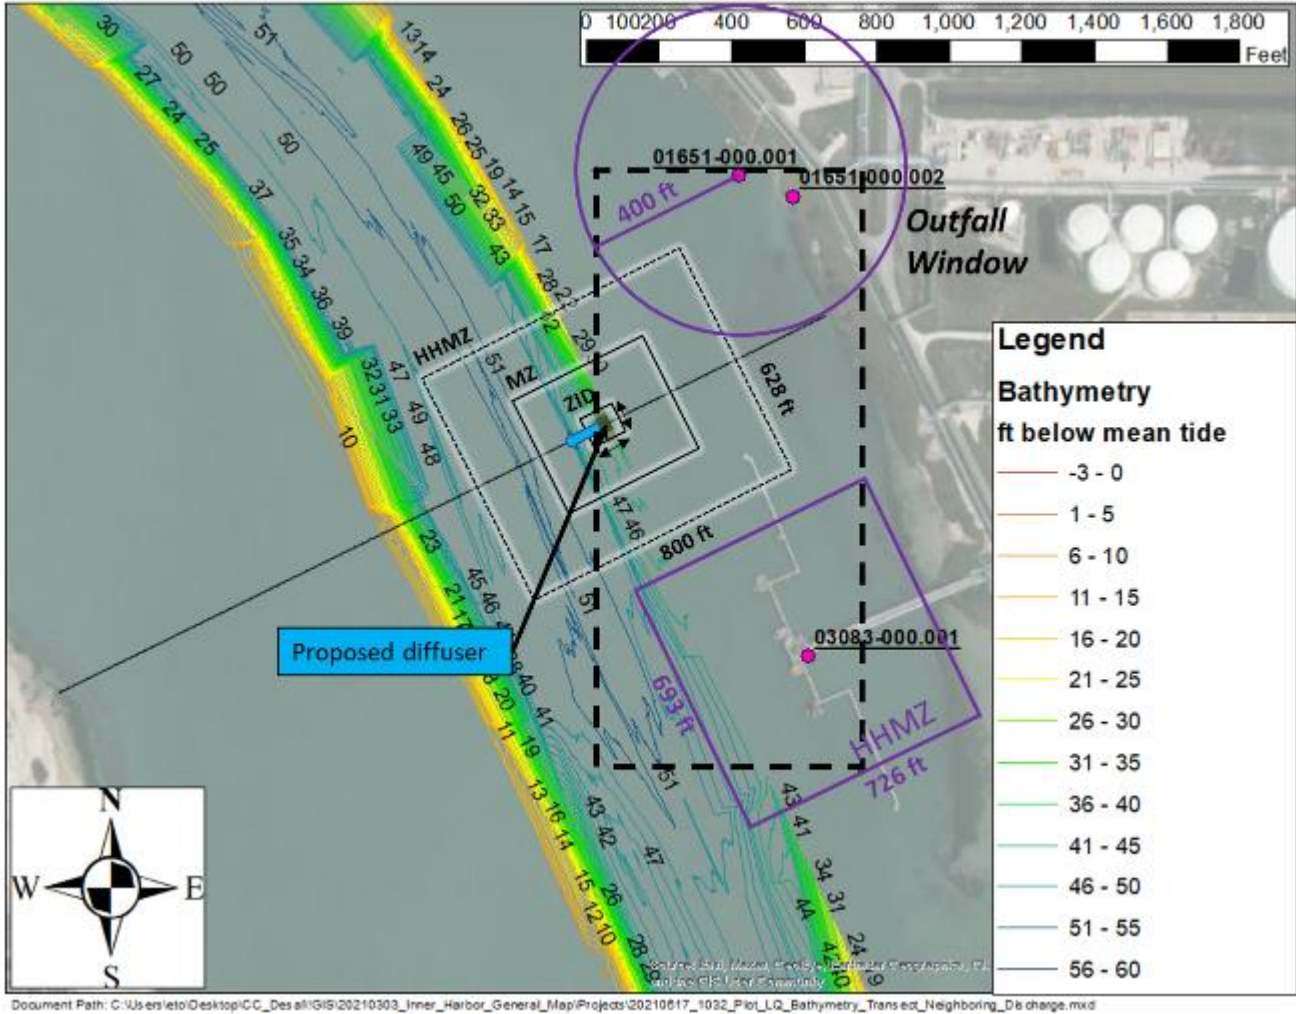 0 100200 400 600 800 1,000 1,200 1,400 1,600 1,800
Feet
30
50
50
51
27
24
25
50
37
35
34
36
39
32
31
33
47
49
48
10
23
13
14
24
26
25
19
14
15
17
49
45
50
32
33
43
28
29
01651-000.001
01651-000.002
400 ft
Outfall
Window
HHMZ
MZ
ZID
51
628 ft
800 ft
47
46
51
Proposed diffuser
45
46
21
40
41
20
11
19
13
16
14
43
42
47
15
12
10
26
28
51
43
41
34
31
44
24
03083-000.001
693 ft
HHMZ
726 ft
Legend
Bathymetry
ft below mean tide
-3 - 0
1 - 5
6 - 10
11 - 15
16 - 20
21 - 25
26 - 30
31 - 35
36 - 40
41 - 45
46 - 50
51 - 55
56 - 60
N
W
E
S
Document Path: C:\Users\eto\Desktop\CC_Desal\GIS\20210303_Inner_Harbor_General_Map\Projects\20210617_1032_Plot_LQ_Bathymetry_Transect_Neighboring_Discharge.mxd